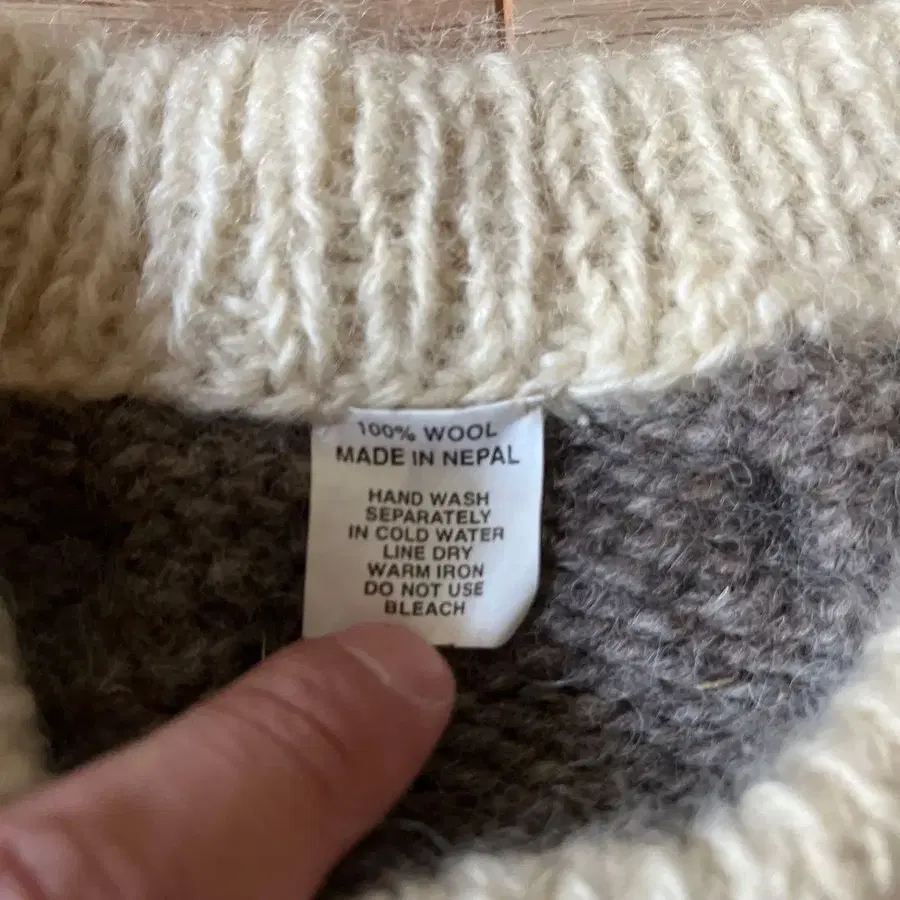 100% WOOL
MADE IN NEPAL
HAND WASH
SEPARATELY
IN COLD WATER
LINE DRY
WARM IRON
DO NOT USE
BLEACH